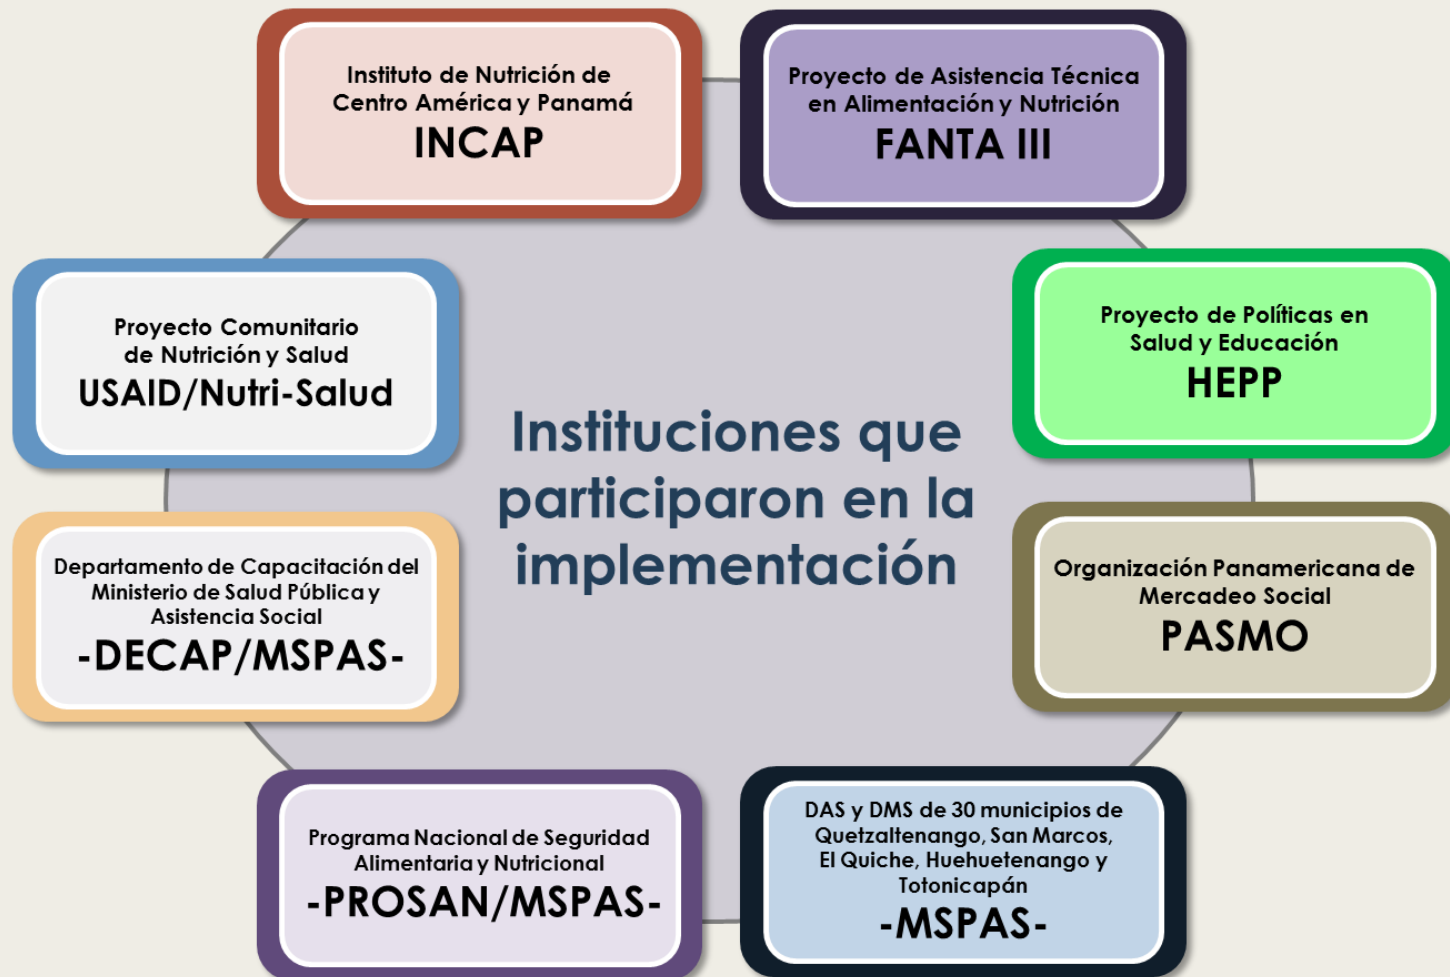 Instituto de Nutrición de
Centro América y Panamá
INCAP
Proyecto de Asistencia Técnica
en Alimentación y Nutrición
FANTA III
Proyecto Comunitario
de Nutrición y Salud
USAID/Nutri-Salud
Proyecto de Políticas en
Salud y Educación
HEPP
Instituciones que
participaron en la
implementación
Departamento de Capacitación del
Ministerio de Salud Pública y
Asistencia Social
-DECAP/MSPAS-
Organización Panamericana de
Mercadeo Social
PASMO
Programa Nacional de Seguridad
Alimentaria y Nutricional
-PROSAN/MSPAS-
DAS y DMS de 30 municipios de
Quetzaltenango, San Marcos,
El Quiche, Huehuetenango y
Totonicapán
-MSPAS-